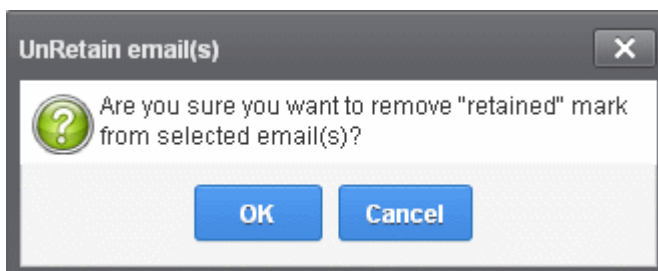 UnRetain email(s)
Are you sure you want to remove "retained" mark
from selected email(s)?
OK Cancel